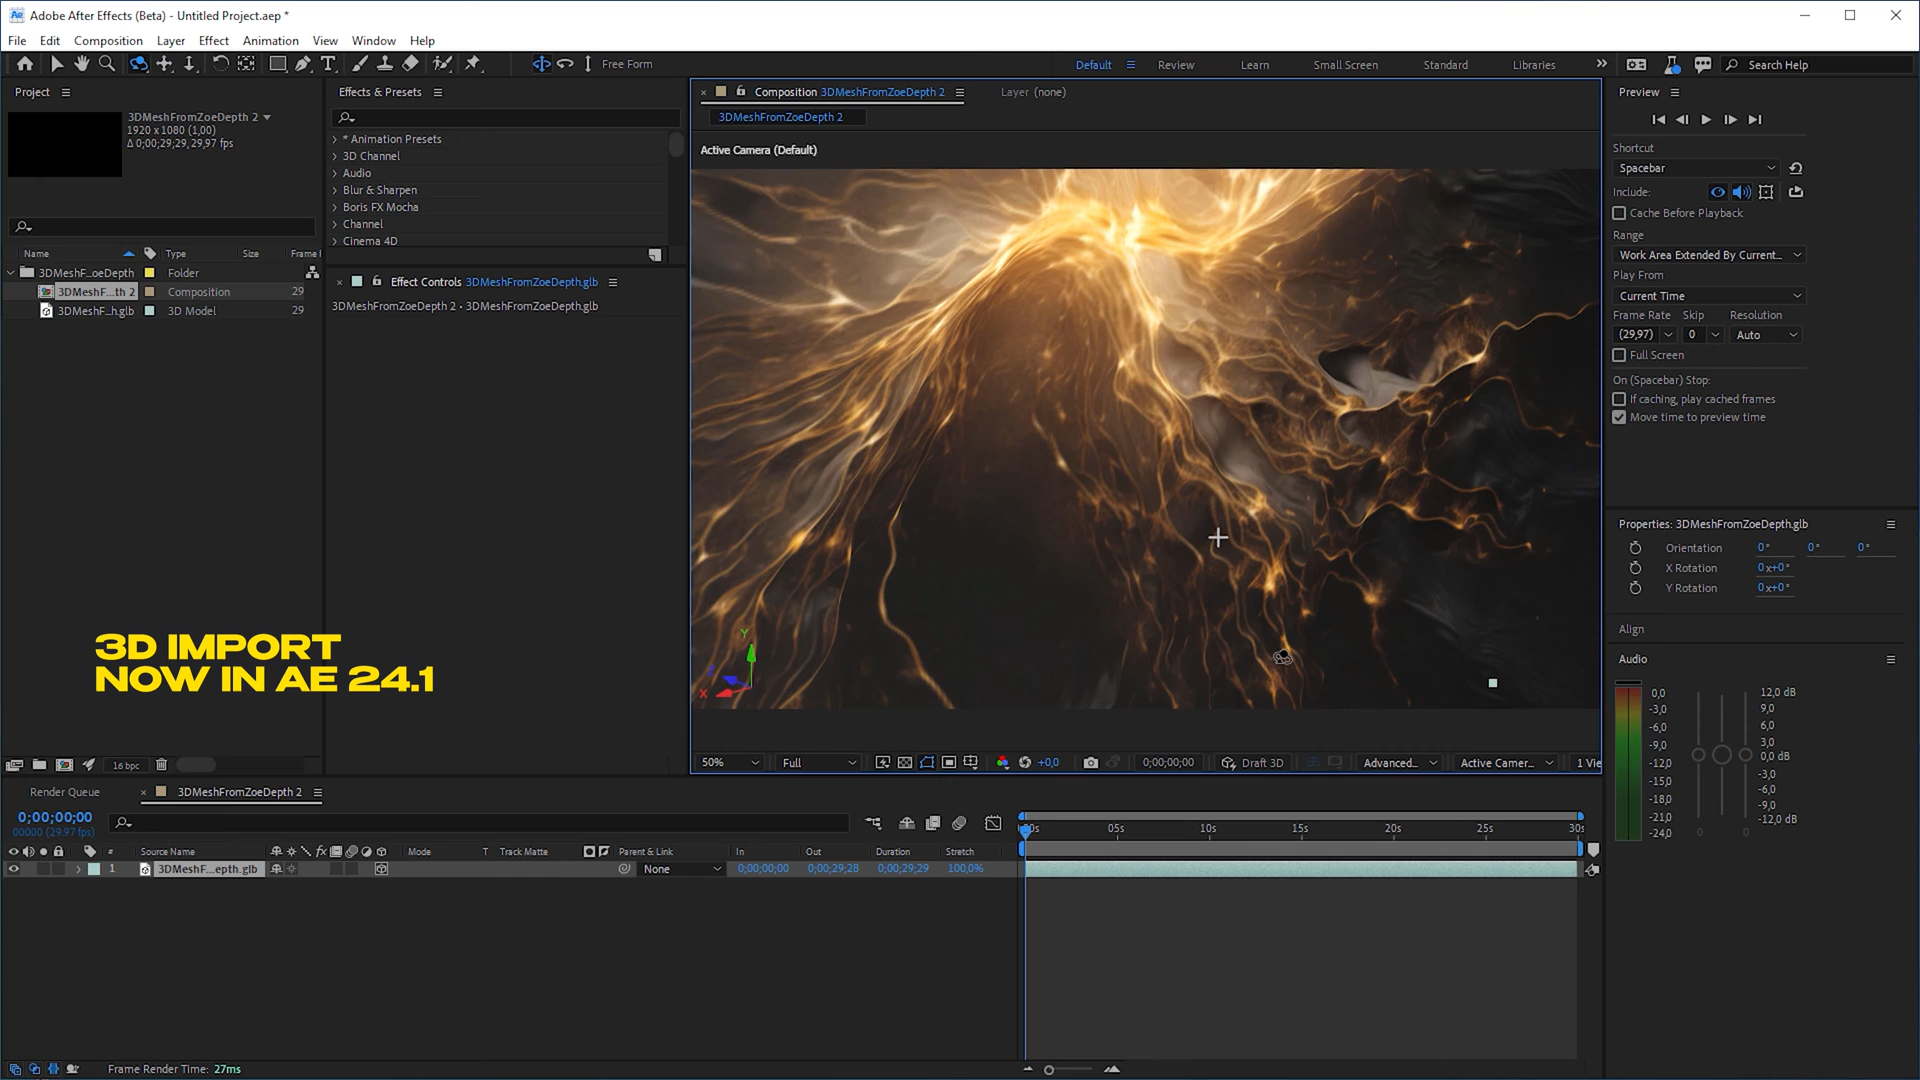 Adobe After Effects (Beta) - Untitled Project.aep *
File Edit Composition Layer Effect Animation View Window Help
Free Form
Default Review Learn Small Screen Standard Libraries
Search Help
Project
3DMeshFromZoeDepth 2
1920 x 1080 (1,00)
Δ 0;00;29;29, 29,97 fps
Name Type Size Frame
3DMeshF...oeDepth Folder
3DMeshF...th 2 Composition 29
3DMeshF...h.glb 3D Model 29
3D IMPORT
NOW IN AE 24.1
16 bpc
Effects & Presets
* Animation Presets
3D Channel
Audio
Blur & Sharpen
Boris FX Mocha
Channel
Cinema 4D
Effect Controls 3DMeshFromZoeDepth.glb
3DMeshFromZoeDepth 2 • 3DMeshFromZoeDepth.glb
Composition 3DMeshFromZoeDepth 2
Layer (none)
3DMeshFromZoeDepth 2
Active Camera (Default)
Y
X
50% Full +0,0 0;00;00;00 Draft 3D Advanced... Active Camer... 1 Vie
Preview
Shortcut
Spacebar
Include:
Cache Before Playback
Range
Work Area Extended By Current...
Play From
Current Time
Frame Rate Skip Resolution
(29,97) 0 Auto
Full Screen
On (Spacebar) Stop:
If caching, play cached frames
Move time to preview time
Properties: 3DMeshFromZoeDepth.glb
Orientation 0° 0° 0°
X Rotation 0x+0°
Y Rotation 0x+0°
Align
Audio
0,0
-3,0
-6,0
-9,0
-12,0
-15,0
-18,0
-21,0
-24,0
0 0
12,0 dB
9,0
6,0
3,0
0,0 dB
-3,0
-6,0
-9,0
-12,0 dB
Render Queue
3DMeshFromZoeDepth 2
0;00;00;00
00000 (29.97 fps)
00s 05s 10s 15s 20s 25s 30s
# Source Name fx Mode T Track Matte Parent & Link In Out Duration Stretch
1 3DMeshF...epth.glb None 0;00;00;00 0;00;29;28 0;00;29;29 100,0%
Frame Render Time: 27ms